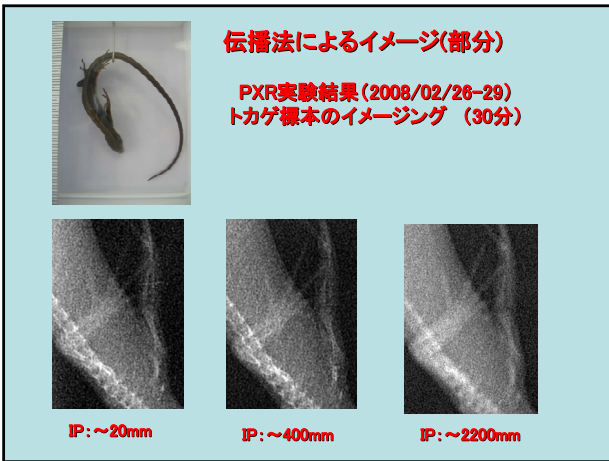 伝播法によるイメージ(部分)
PXR実験結果(2008/02/26-29)
トカゲ標本のイメージング (30分)
IP:～20mm
IP:～400mm
IP:～2200mm